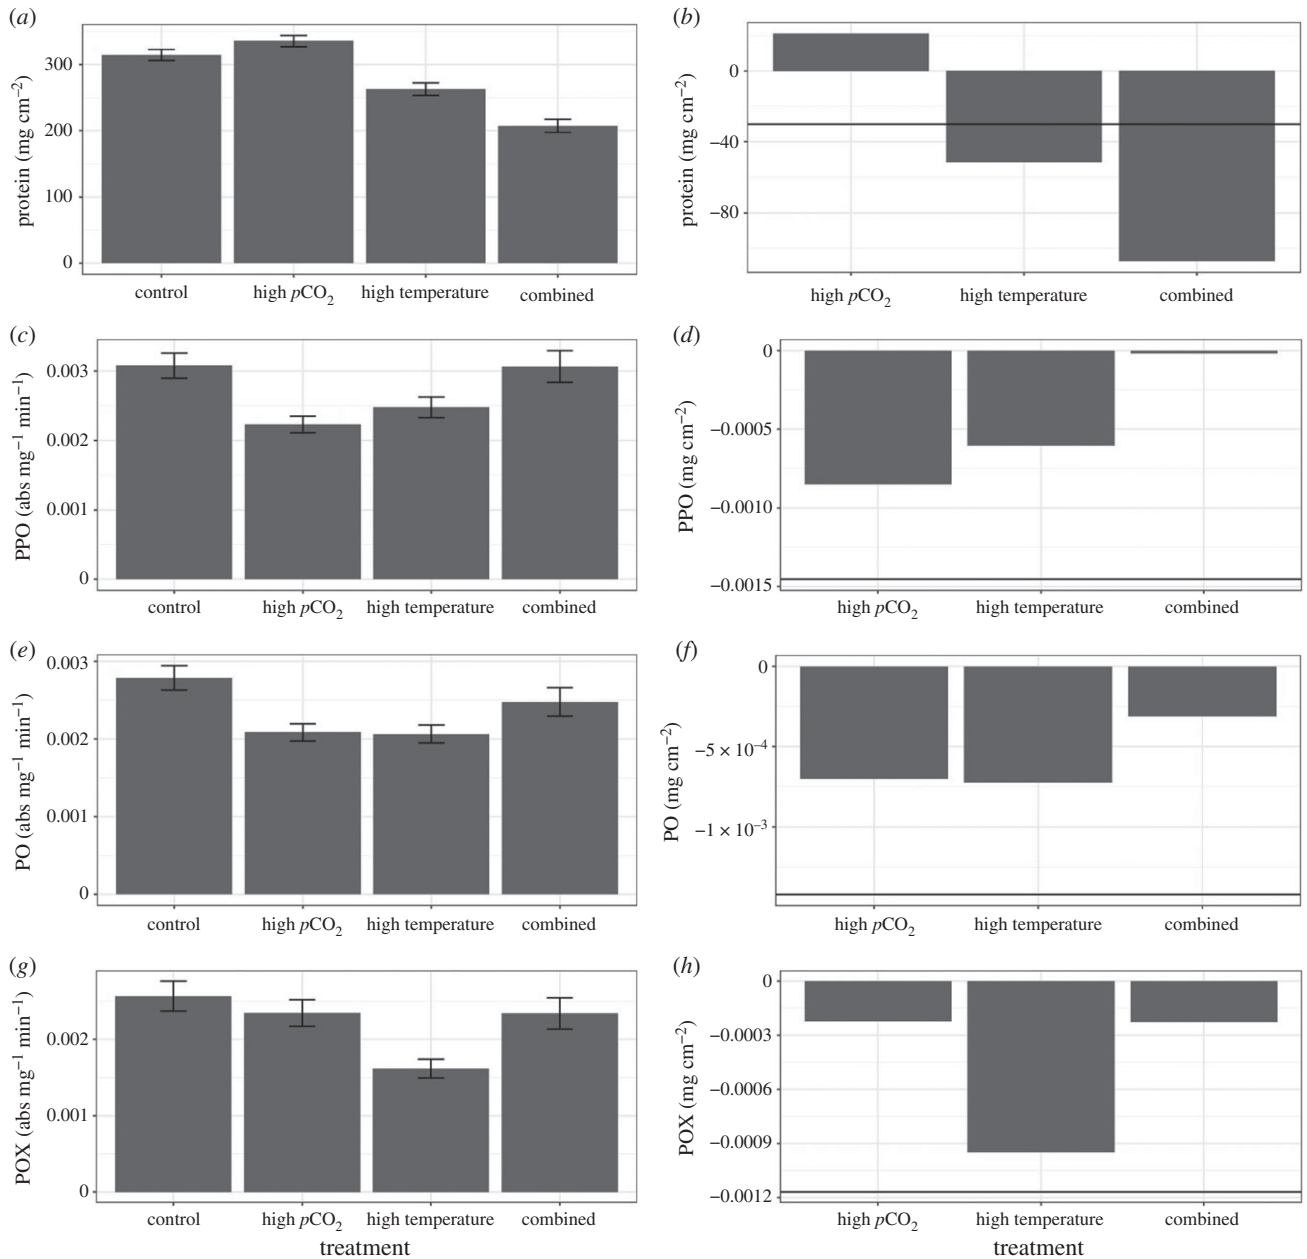 (a)
protein (mg cm−2)
300
200
100
0
control high pCO2 high temperature combined
(b)
protein (mg cm−2)
0
−40
−80
high pCO2 high temperature combined
(c)
PPO (abs mg−1 min−1)
0.003
0.002
0.001
0
control high pCO2 high temperature combined
(d)
PPO (mg cm−2)
0
−0.0005
−0.0010
−0.0015
high pCO2 high temperature combined
(e)
PO (abs mg−1 min−1)
0.003
0.002
0.001
0
control high pCO2 high temperature combined
(f)
PO (mg cm−2)
0
−5 × 10−4
−1 × 10−3
high pCO2 high temperature combined
(g)
POX (abs mg−1 min−1)
0.002
0.001
0
control high pCO2 high temperature combined
treatment
(h)
POX (mg cm−2)
0
−0.0003
−0.0006
−0.0009
−0.0012
high pCO2 high temperature combined
treatment